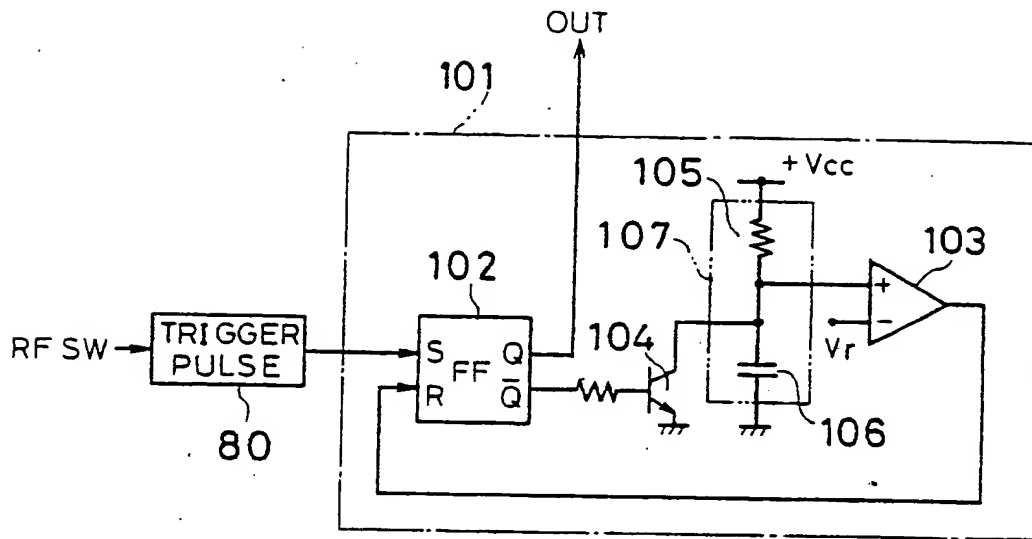 OUT
101
+Vcc
105
107
103
102
RF SW
TRIGGER
PULSE
S
Q
FF
R
Q̅
104
+
−
Vr
106
80